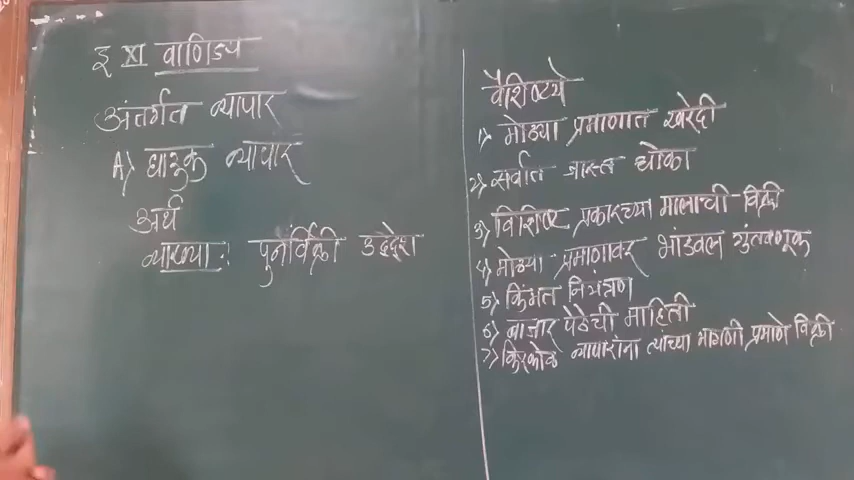 इ XI वाणिज्य
अंतर्गत व्यापार
A) घाऊक व्यापार
अर्थ
व्याख्या : पुनर्विक्री उद्देश
वैशिष्ट्ये
1) मोठ्या प्रमाणात खरेदी
2) सर्वात जास्त धोका
3) विशिष्ट प्रकारच्या मालाची - विक्री
4) मोठ्या प्रमाणावर भांडवल गुंतवणूक
5) किंमत नियंत्रण
6) बाजार पेठेची माहिती
7) किरकोळ व्यापारांना त्यांच्या मागणी प्रमाणे विक्री